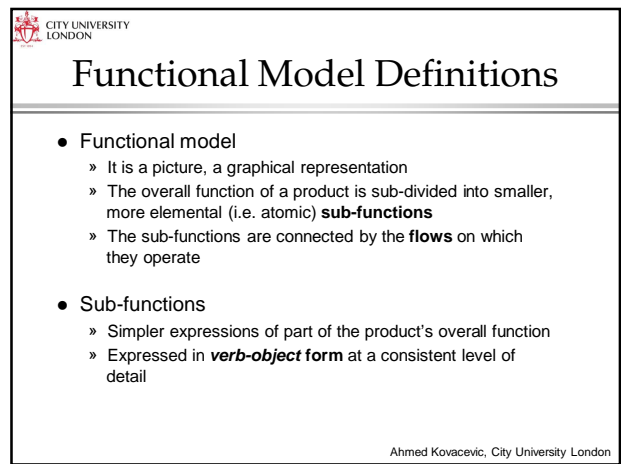 CITY UNIVERSITY
LONDON
Functional Model Definitions
● Functional model
» It is a picture, a graphical representation
» The overall function of a product is sub-divided into smaller,
more elemental (i.e. atomic) sub-functions
» The sub-functions are connected by the flows on which
they operate
● Sub-functions
» Simpler expressions of part of the product's overall function
» Expressed in verb-object form at a consistent level of
detail
Ahmed Kovacevic, City University London